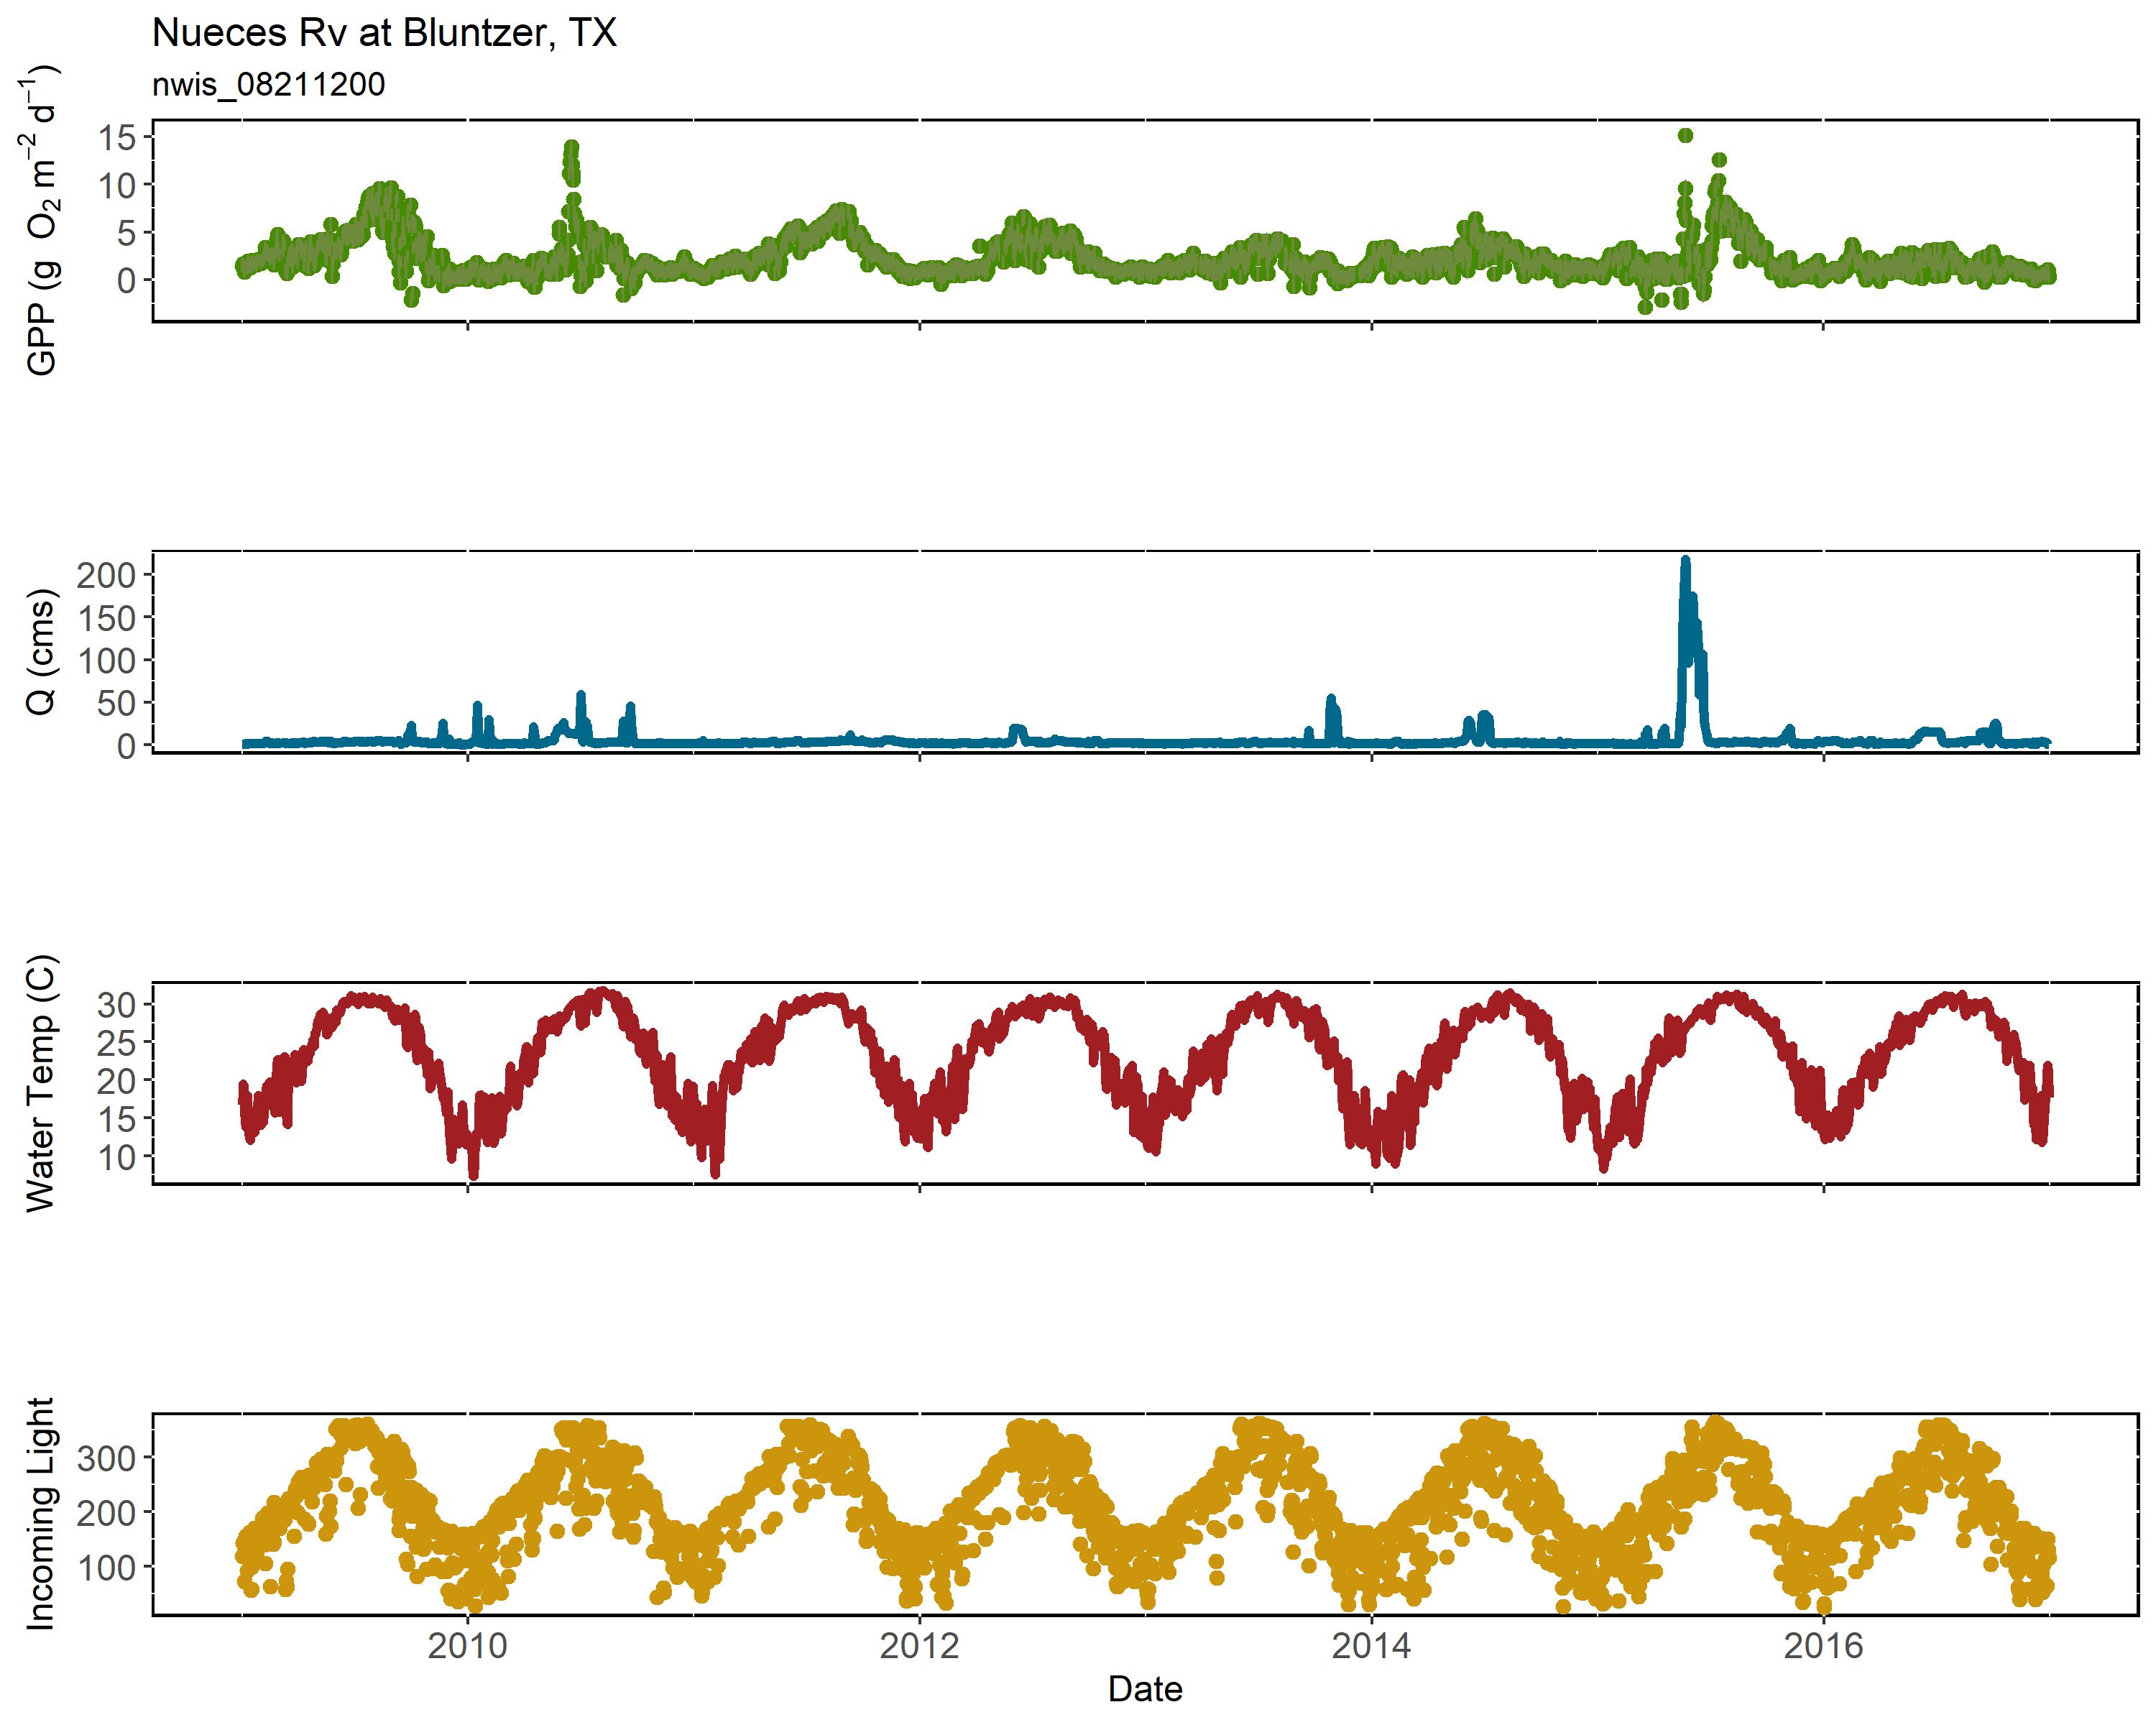 Nueces Rv at Bluntzer, TX
nwis_08211200
GPP (g O₂ m⁻² d⁻¹)
15
10
5
0
Q (cms)
200
150
100
50
0
Water Temp (C)
30
25
20
15
10
Incoming Light
300
200
100
2010 2012 2014 2016
Date